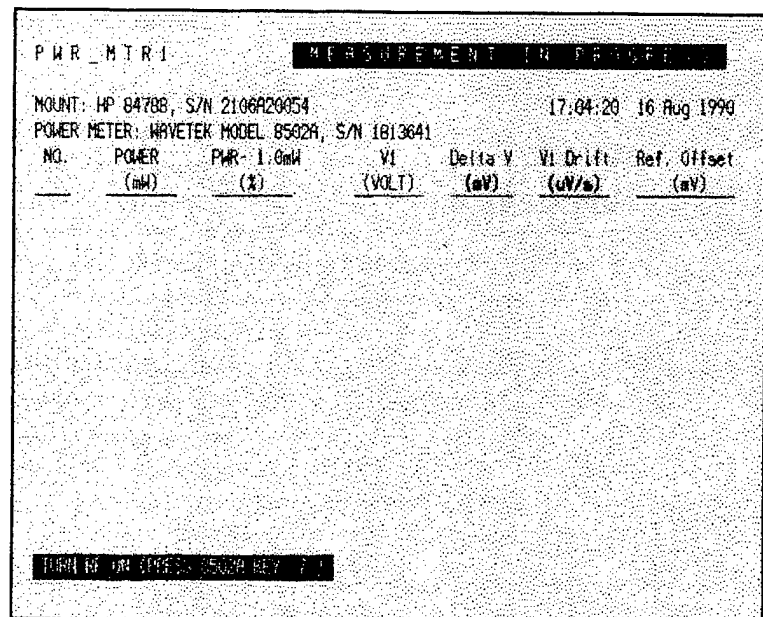 PWR_MTR1 MEASUREMENT IN
MOUNT: HP 8478B, S/N 2106A20054 17:04:20 16 Aug 1990
POWER METER: WAVETEK MODEL 8502A, S/N 1813641
NO. POWER PWR- 1.0mW V1 Delta V V1 Drift Ref. Offset
(mW) (%) (VOLT) (mV) (uV/s) (mV)
TURN RF ON (PRESS 8502A KEY